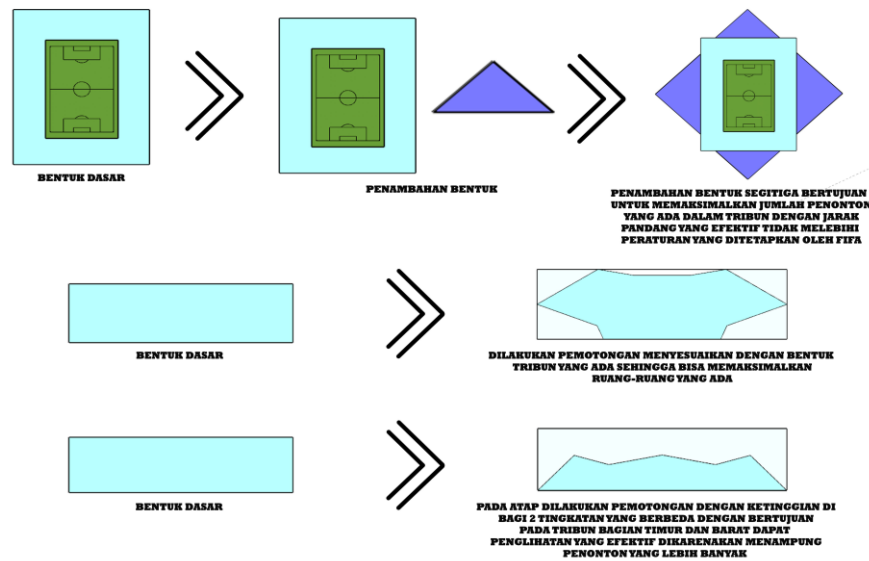 BENTUK DASAR
PENAMBAHAN BENTUK
PENAMBAHAN BENTUK SEGITIGA BERTUJUAN
UNTUK MEMAKSIMALKAN JUMLAH PENONTON
YANG ADA DALAM TRIBUN DENGAN JARAK
PANDANG YANG EFEKTIF TIDAK MELEBIHI
PERATURAN YANG DITETAPKAN OLEH FIFA
BENTUK DASAR
DILAKUKAN PEMOTONGAN MENYESUAIKAN DENGAN BENTUK
TRIBUN YANG ADA SEHINGGA BISA MEMAKSIMALKAN
RUANG-RUANG YANG ADA
BENTUK DASAR
PADA ATAP DILAKUKAN PEMOTONGAN DENGAN KETINGGIAN DI
BAGI 2 TINGKATAN YANG BERBEDA DENGAN BERTUJUAN
PADA TRIBUN BAGIAN TIMUR DAN BARAT DAPAT
PENGLIHATAN YANG EFEKTIF DIKARENAKAN MENAMPUNG
PENONTON YANG LEBIH BANYAK